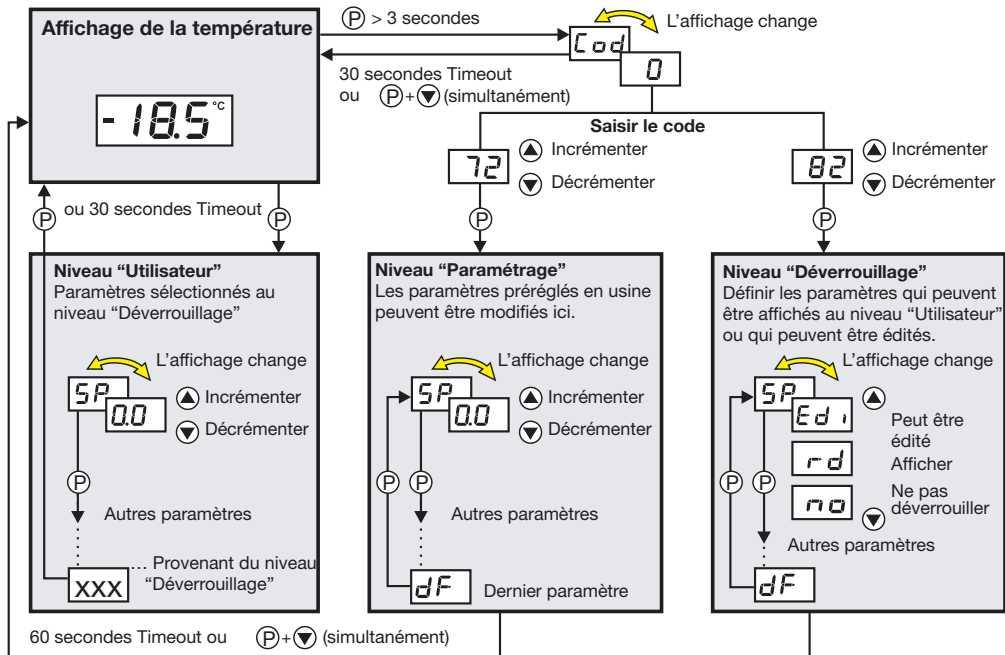 Affichage de la température
-18.5 °C
P > 3 secondes
L'affichage change
Cod
0
30 secondes Timeout
ou P+▼ (simultanément)
Saisir le code
72
▲ Incrémenter
▼ Décrémenter
82
▲ Incrémenter
▼ Décrémenter
P
ou 30 secondes Timeout
P
P
P
Niveau “Utilisateur”
Paramètres sélectionnés au
niveau “Déverrouillage”
L'affichage change
SP
0.0
▲ Incrémenter
▼ Décrémenter
P
Autres paramètres
… Provenant du niveau
“Déverrouillage”
xxx
Niveau “Paramétrage”
Les paramètres préréglés en usine
peuvent être modifiés ici.
L'affichage change
SP
0.0
▲ Incrémenter
▼ Décrémenter
P
P
Autres paramètres
dF
Dernier paramètre
Niveau “Déverrouillage”
Définir les paramètres qui peuvent
être affichés au niveau “Utilisateur”
ou qui peuvent être édités.
L'affichage change
SP
Edi
▲
Peut être
édité
rd
Afficher
no
Ne pas
déverrouiller
▼
P
P
Autres paramètres
dF
60 secondes Timeout ou P+▼ (simultanément)